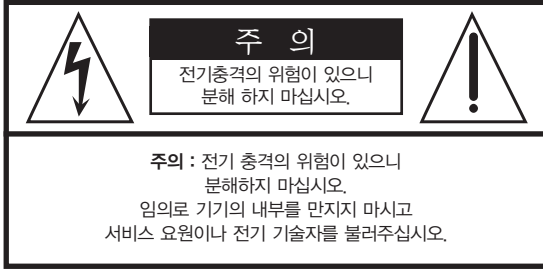 주 의
전기충격의 위험이 있으니
분해 하지 마십시오.
주의 : 전기 충격의 위험이 있으니
분해하지 마십시오.
임의로 기기의 내부를 만지지 마시고
서비스 요원이나 전기 기술자를 불러주십시오.